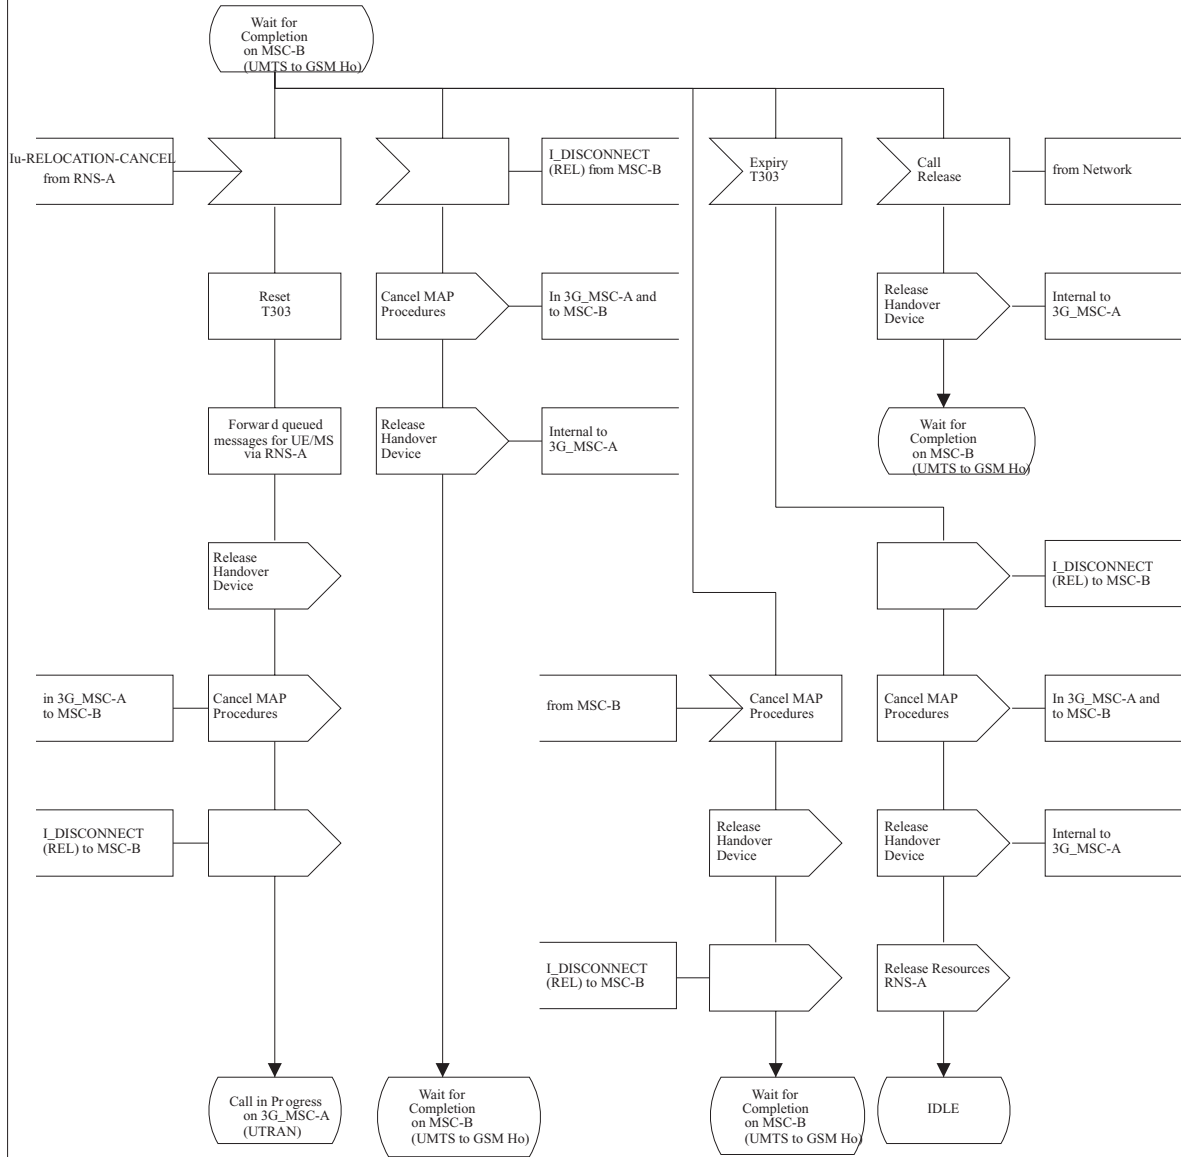 Wait for
Completion
on MSC-B
(UMTS to GSM Ho)
Iu-RELOCATION-CANCEL
from RNS-A
I_DISCONNECT
(REL) from MSC-B
Expiry
T303
Call
Release
from Network
Reset
T303
Cancel MAP
Procedures
In 3G_MSC-A and
to MSC-B
Release
Handover
Device
Internal to
3G_MSC-A
Forward queued
messages for UE/MS
via RNS-A
Release
Handover
Device
Internal to
3G_MSC-A
Wait for
Completion
on MSC-B
(UMTS to GSM Ho)
Release
Handover
Device
I_DISCONNECT
(REL) to MSC-B
in 3G_MSC-A
to MSC-B
Cancel MAP
Procedures
from MSC-B
Cancel MAP
Procedures
Cancel MAP
Procedures
In 3G_MSC-A and
to MSC-B
I_DISCONNECT
(REL) to MSC-B
Release
Handover
Device
Release
Handover
Device
Internal to
3G_MSC-A
I_DISCONNECT
(REL) to MSC-B
Release Resources
RNS-A
Call in Progress
on 3G_MSC-A
(UTRAN)
Wait for
Completion
on MSC-B
(UMTS to GSM Ho)
Wait for
Completion
on MSC-B
(UMTS to GSM Ho)
IDLE